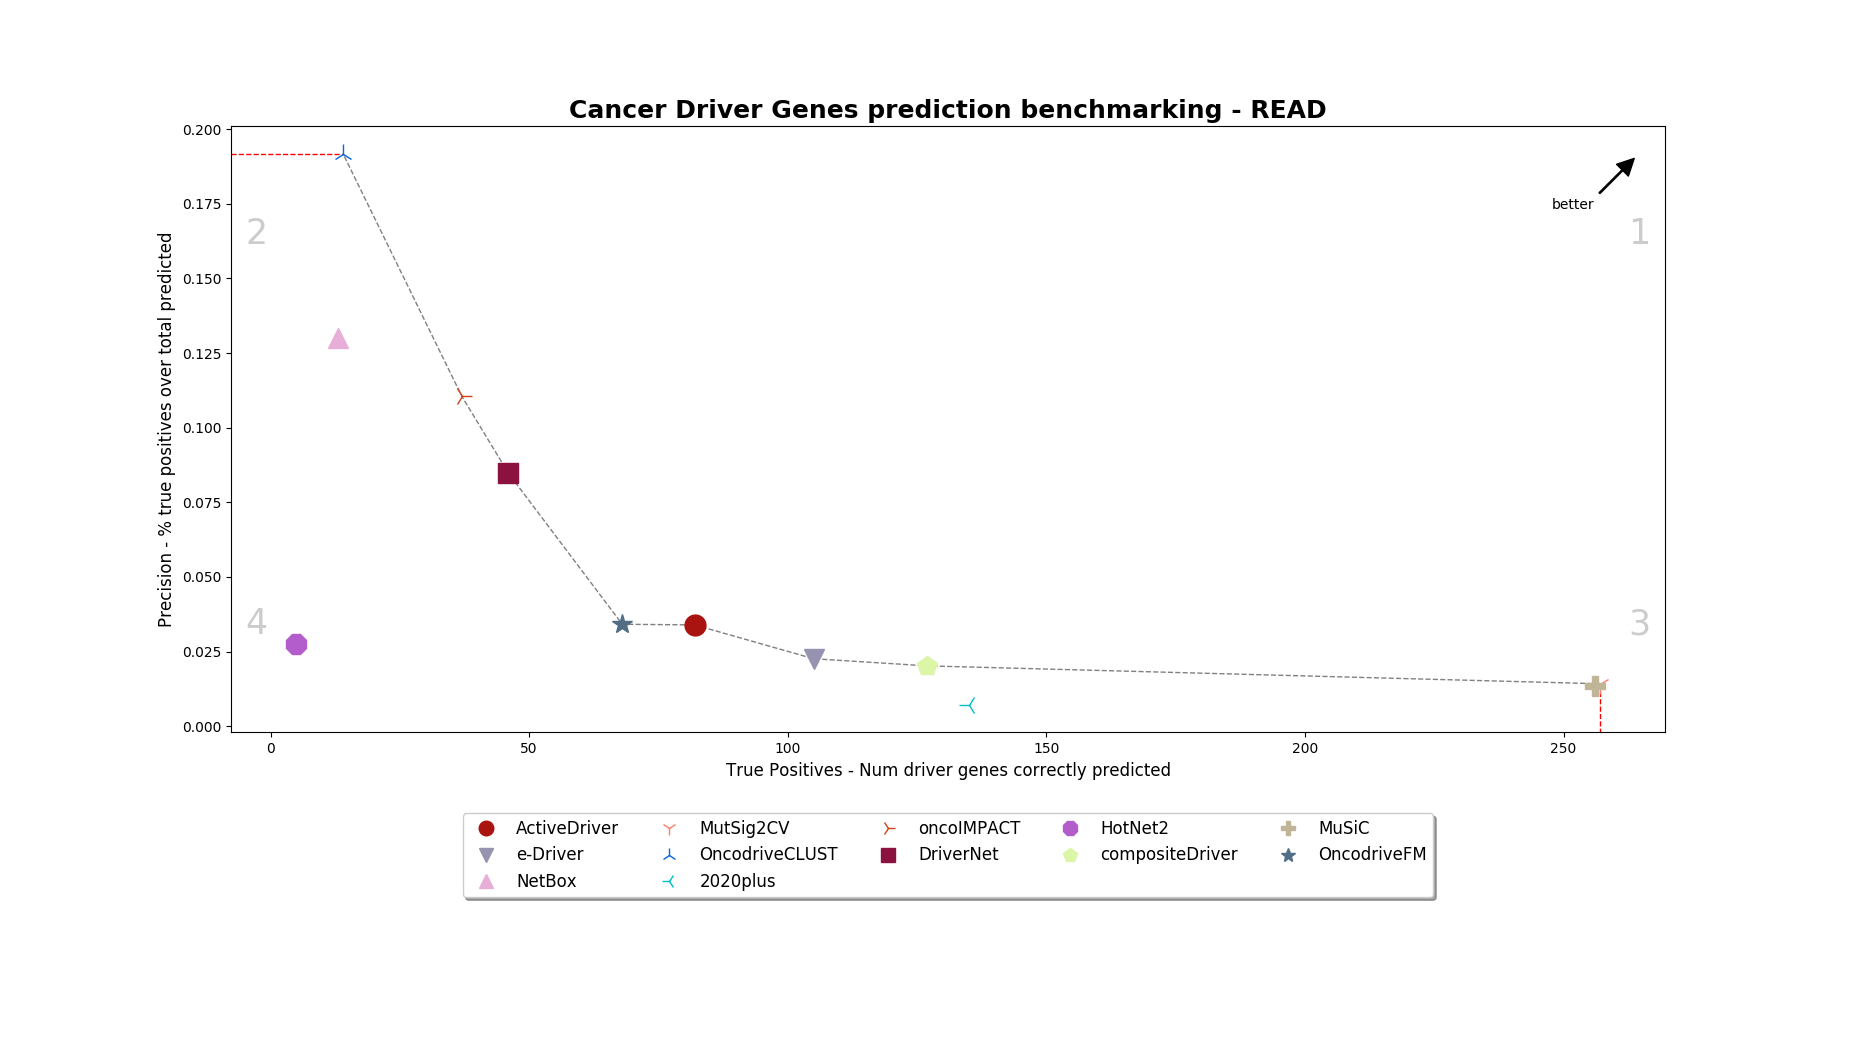 Cancer Driver Genes prediction benchmarking - READ
0.200
0.175
0.150
0.125
0.100
0.075
0.050
0.025
0.000
Precision - % true positives over total predicted
better
2
1
4
3
0
50
100
150
200
250
True Positives - Num driver genes correctly predicted
ActiveDriver
e-Driver
NetBox
MutSig2CV
OncodriveCLUST
2020plus
oncoIMPACT
DriverNet
HotNet2
compositeDriver
MuSiC
OncodriveFM